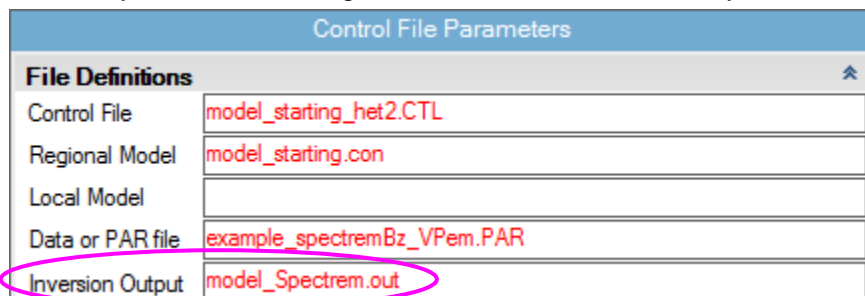 Control File Parameters
File Definitions
Control File model_starting_het2.CTL
Regional Model model_starting.con
Local Model
Data or PAR file example_spectremBz_VPem.PAR
Inversion Output model_Spectrem.out